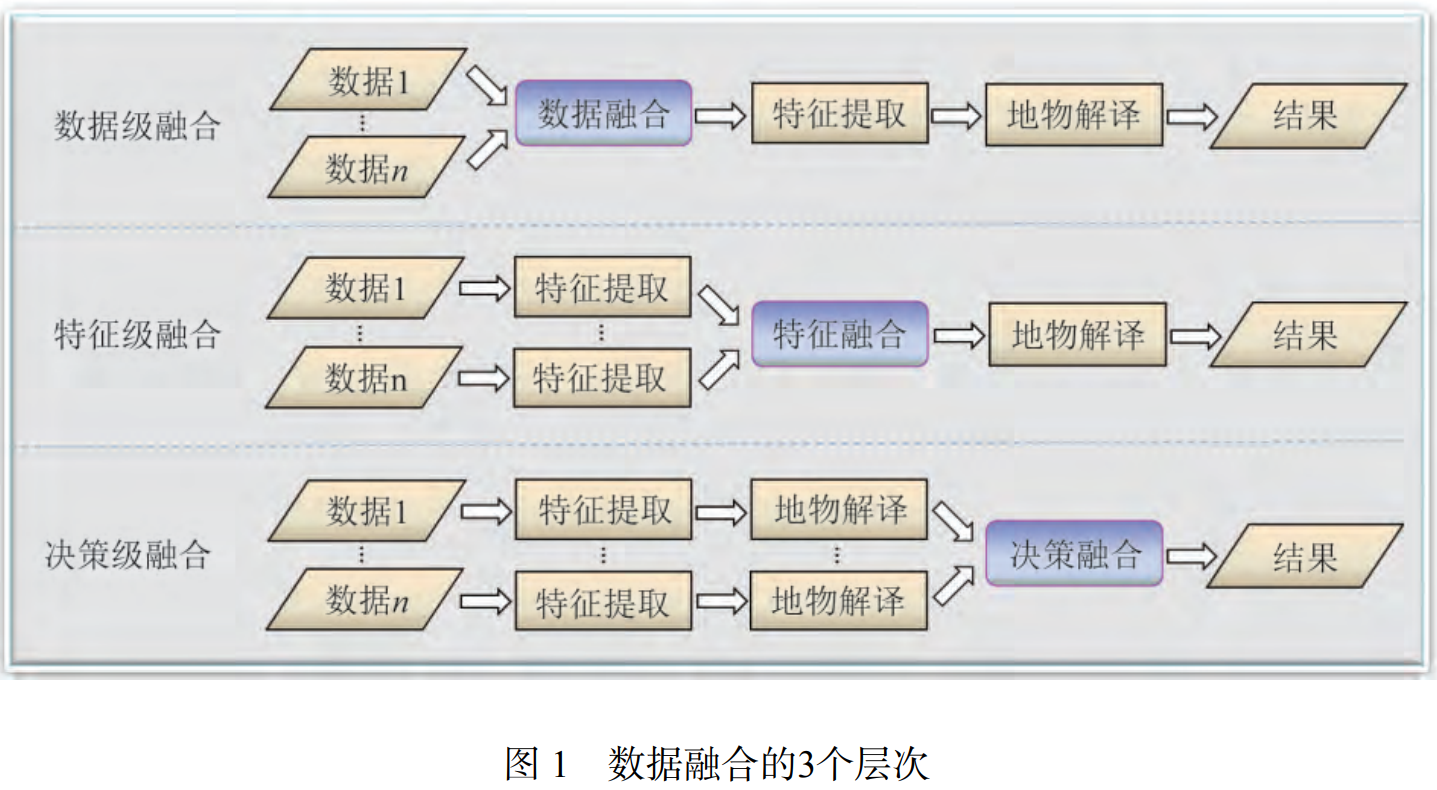 数据级融合
数据1
⋮
数据n
数据融合
特征提取
地物解译
结果
特征级融合
数据1
⋮
数据n
特征提取
⋮
特征提取
特征融合
地物解译
结果
决策级融合
数据1
⋮
数据n
特征提取
⋮
特征提取
地物解译
⋮
地物解译
决策融合
结果
图 1 数据融合的3个层次